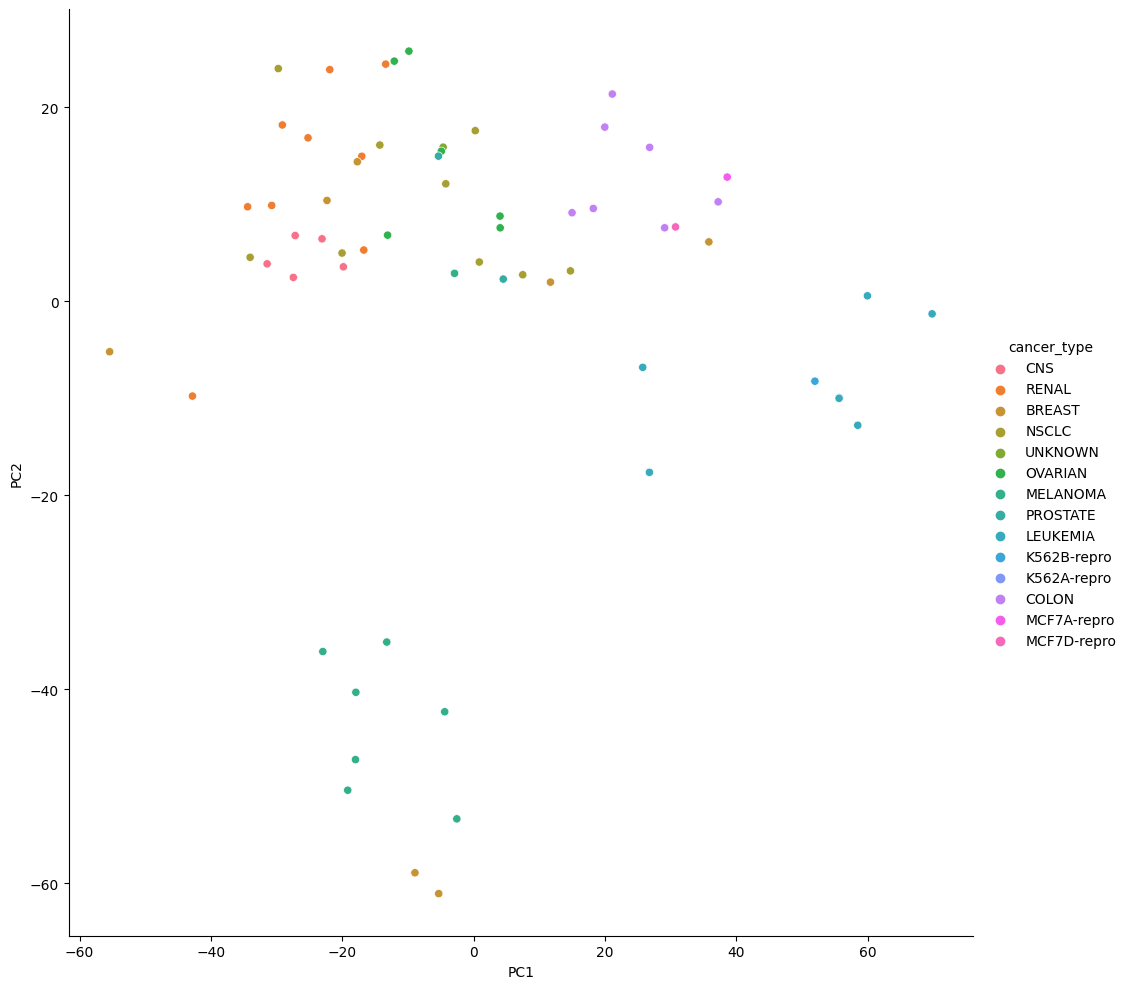 20
0
−20
−40
−60
PC2
−60
−40
−20
0
20
40
60
PC1
cancer_type
CNS
RENAL
BREAST
NSCLC
UNKNOWN
OVARIAN
MELANOMA
PROSTATE
LEUKEMIA
K562B-repro
K562A-repro
COLON
MCF7A-repro
MCF7D-repro